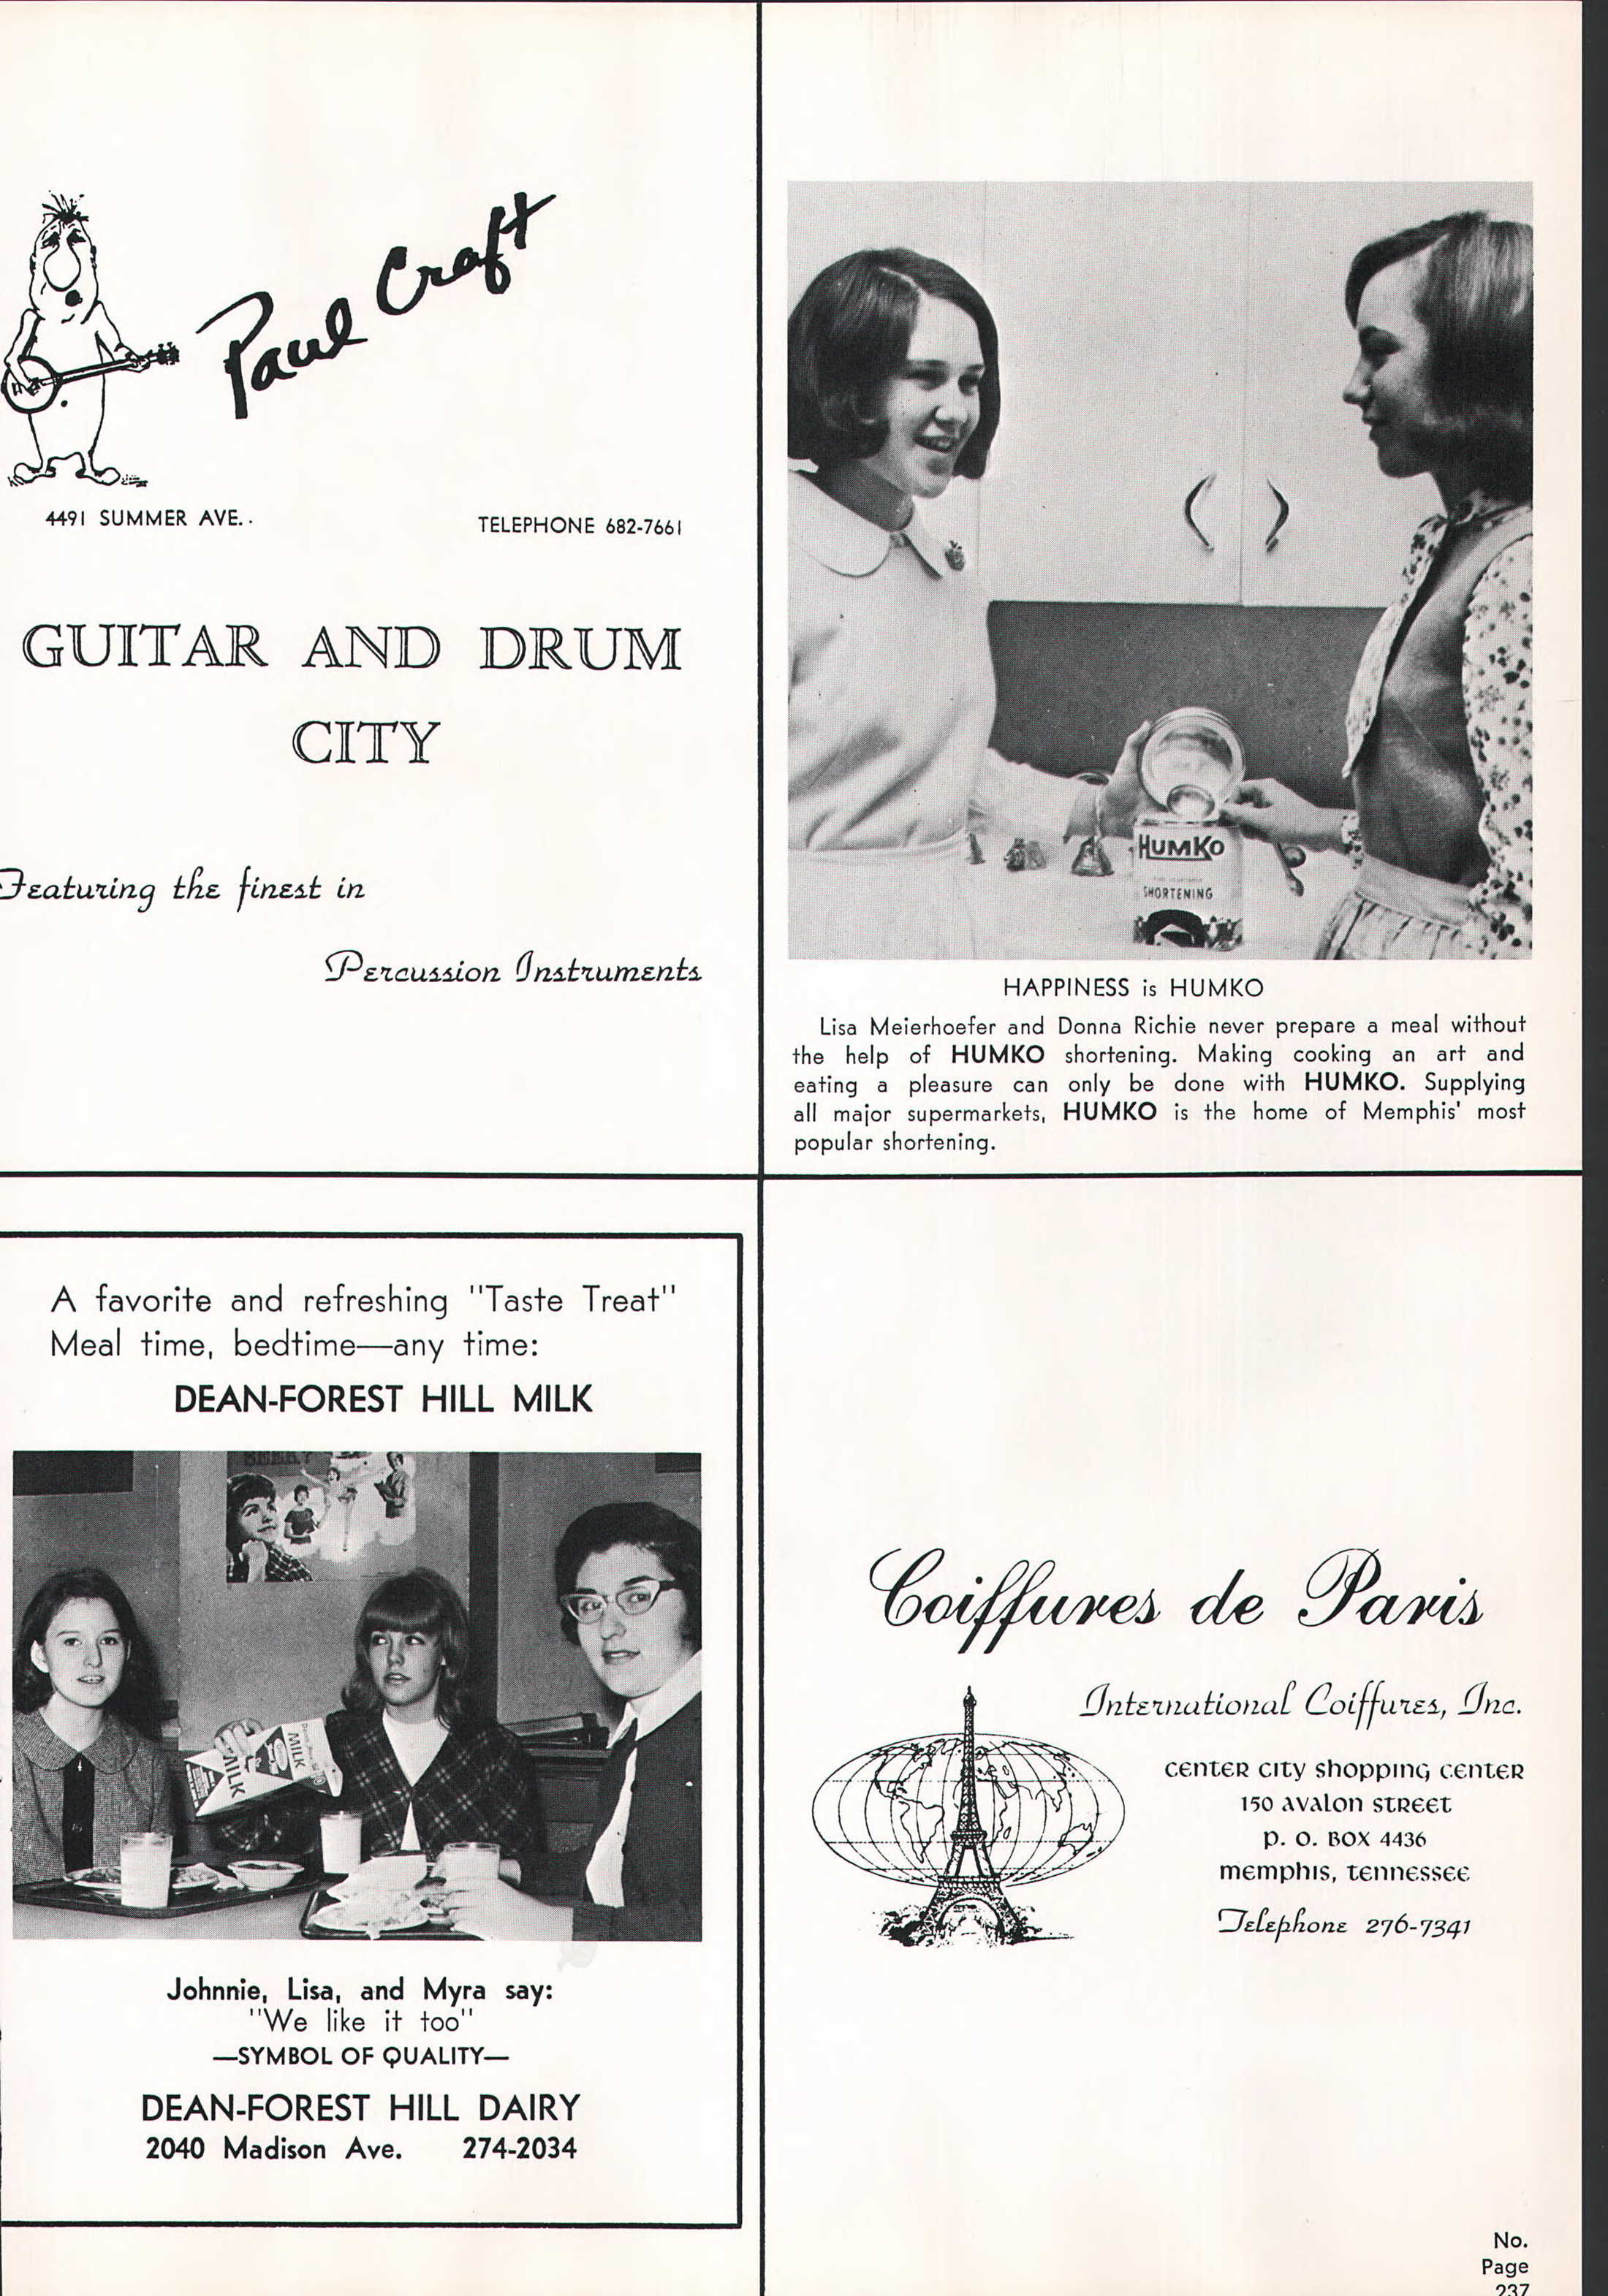 Paul Craft
4491 SUMMER AVE..
TELEPHONE 682-7661
GUITAR AND DRUM
CITY
Featuring the finest in
Percussion Instruments
HUMKO
SHORTENING
HAPPINESS is HUMKO
Lisa Meierhoefer and Donna Richie never prepare a meal without
the help of HUMKO shortening. Making cooking an art and
eating a pleasure can only be done with HUMKO. Supplying
all major supermarkets, HUMKO is the home of Memphis' most
popular shortening.
A favorite and refreshing "Taste Treat"
Meal time, bedtime—any time:
DEAN-FOREST HILL MILK
MILK
MILK
Johnnie, Lisa, and Myra say:
"We like it too"
—SYMBOL OF QUALITY—
DEAN-FOREST HILL DAIRY
2040 Madison Ave. 274-2034
Coiffures de Paris
International Coiffures, Inc.
center city shopping center
150 avalon street
p. o. box 4436
memphis, tennessee
Telephone 276-7341
No.
Page
237